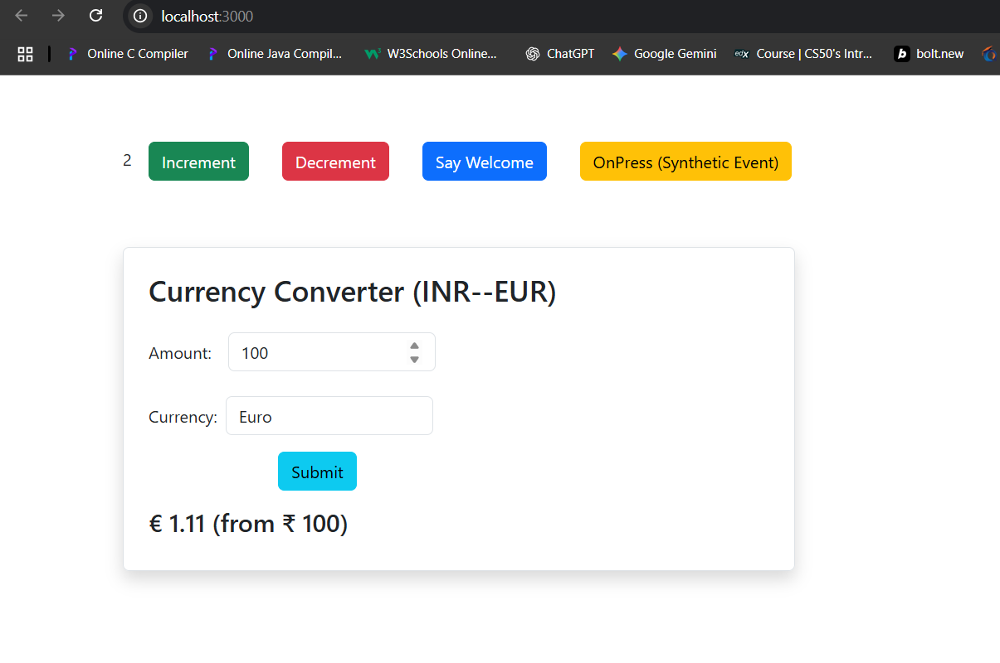 localhost:3000
Online C Compiler Online Java Compil... W3Schools Online... ChatGPT Google Gemini edX Course | CS50's Intr... b bolt.new
2 Increment Decrement Say Welcome OnPress (Synthetic Event)
Currency Converter (INR--EUR)
Amount: 100
Currency: Euro
Submit
€ 1.11 (from ₹ 100)